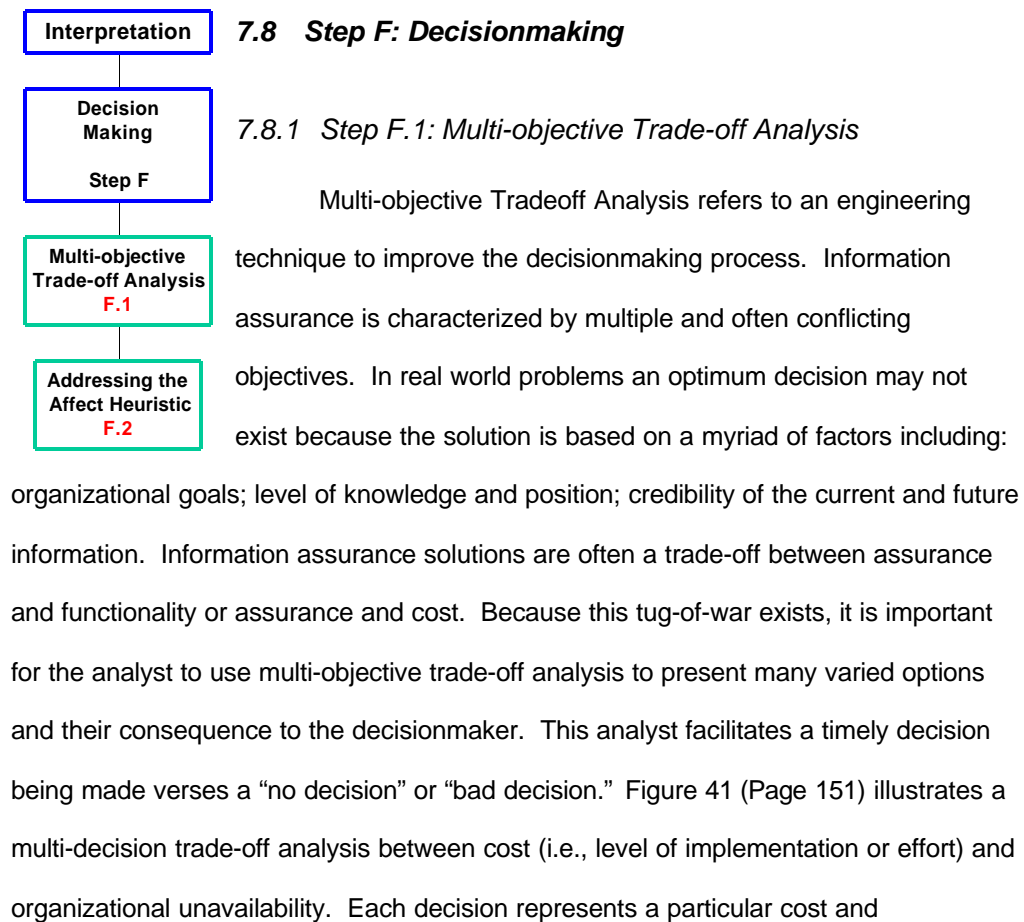 Interpretation
Decision
Making
Step F
Multi-objective
Trade-off Analysis
F.1
Addressing the
Affect Heuristic
F.2
7.8 Step F: Decisionmaking
7.8.1 Step F.1: Multi-objective Trade-off Analysis
Multi-objective Tradeoff Analysis refers to an engineering
technique to improve the decisionmaking process. Information
assurance is characterized by multiple and often conflicting
objectives. In real world problems an optimum decision may not
exist because the solution is based on a myriad of factors including:
organizational goals; level of knowledge and position; credibility of the current and future
information. Information assurance solutions are often a trade-off between assurance
and functionality or assurance and cost. Because this tug-of-war exists, it is important
for the analyst to use multi-objective trade-off analysis to present many varied options
and their consequence to the decisionmaker. This analyst facilitates a timely decision
being made verses a “no decision” or “bad decision.” Figure 41 (Page 151) illustrates a
multi-decision trade-off analysis between cost (i.e., level of implementation or effort) and
organizational unavailability. Each decision represents a particular cost and